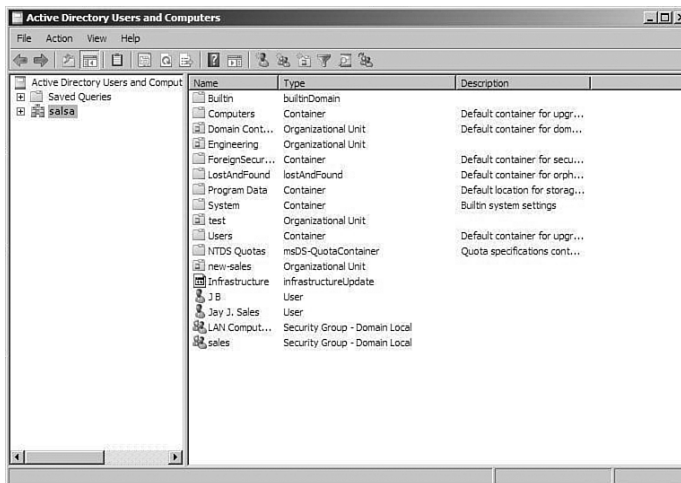 Active Directory Users and Computers
File Action View Help
Active Directory Users and Comput
Saved Queries
salsa
Name Type Description
Builtin builtinDomain
Computers Container Default container for upgr...
Domain Cont... Organizational Unit Default container for dom...
Engineering Organizational Unit
ForeignSecur... Container Default container for secu...
LostAndFound lostAndFound Default container for orph...
Program Data Container Default location for storag...
System Container Builtin system settings
test Organizational Unit
Users Container Default container for upgr...
NTDS Quotas msDS-QuotaContainer Quota specifications cont...
new-sales Organizational Unit
Infrastructure infrastructureUpdate
J B User
Jay J. Sales User
LAN Comput... Security Group - Domain Local
sales Security Group - Domain Local